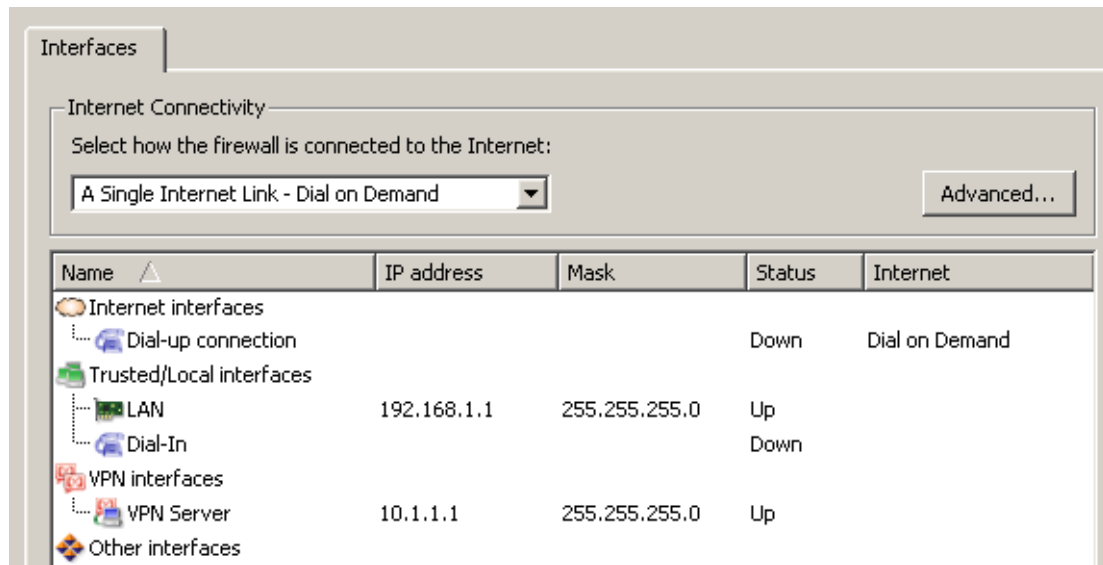 Interfaces
Internet Connectivity
Select how the firewall is connected to the Internet:
A Single Internet Link - Dial on Demand
Advanced...
Name IP address Mask Status Internet
Internet interfaces
Dial-up connection Down Dial on Demand
Trusted/Local interfaces
LAN 192.168.1.1 255.255.255.0 Up
Dial-In Down
VPN interfaces
VPN Server 10.1.1.1 255.255.255.0 Up
Other interfaces